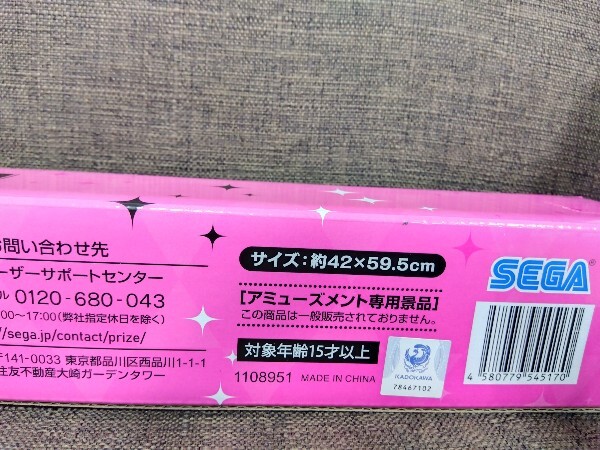 お問い合わせ先
ーザーサポートセンター
ル 0120-680-043
:00〜17:00（弊社指定休日を除く）
//sega.jp/contact/prize/
〒141-0033 東京都品川区西品川1-1-1
住友不動産大崎ガーデンタワー
サイズ：約42×59.5cm
[アミューズメント専用景品]
この商品は一般販売されておりません。
対象年齢15才以上
1108951 MADE IN CHINA
KADOKAWA
78467102
SEGA
4 580779 545170